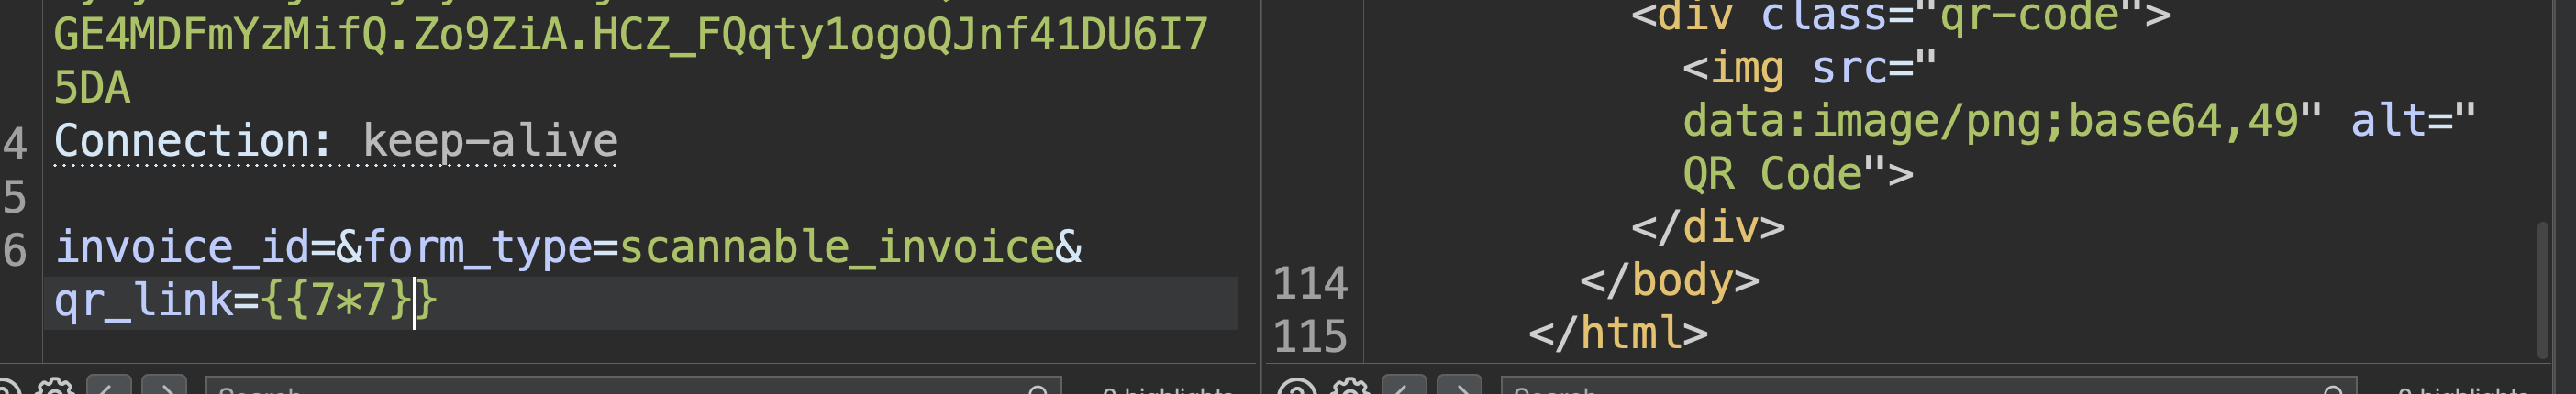 GE4MDFmYzMifQ.Zo9ZiA.HCZ_FQqty1ogoQJnf41DU6I7
5DA
4 Connection: keep-alive
5
6 invoice_id=&form_type=scannable_invoice&
qr_link={{7*7}}
<div class="qr-code">
<img src="
data:image/png;base64,49" alt="
QR Code">
</div>
114 </body>
115 </html>